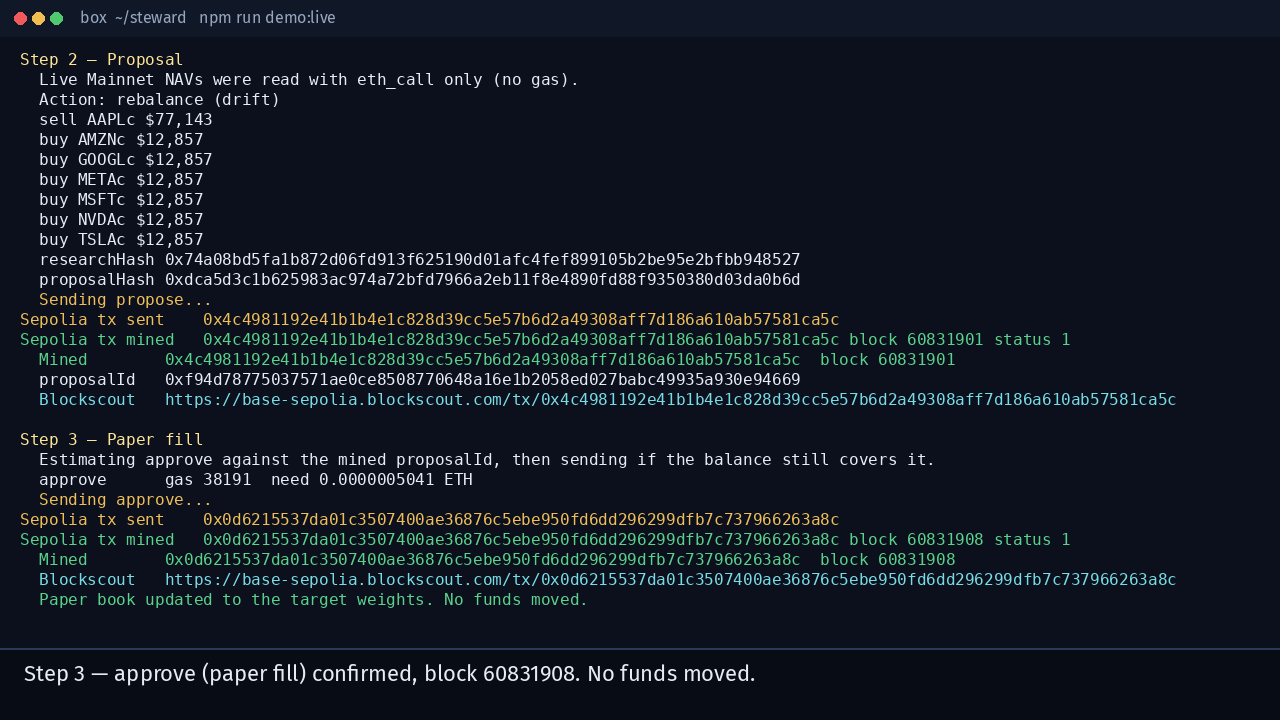 box ~/steward npm run demo:live
Step 2 — Proposal
Live Mainnet NAVs were read with eth_call only (no gas).
Action: rebalance (drift)
sell AAPLc $77,143
buy AMZNc $12,857
buy GOOGLc $12,857
buy METAc $12,857
buy MSFTc $12,857
buy NVDAc $12,857
buy TSLAc $12,857
researchHash 0x74a08bd5fa1b872d06fd913f625190d01afc4fef899105b2be95e2bfbb948527
proposalHash 0xdca5d3c1b625983ac974a72bfd7966a2eb11f8e4890fd88f9350380d03da0b6d
Sending propose...
Sepolia tx sent 0x4c4981192e41b1b4e1c828d39cc5e57b6d2a49308aff7d186a610ab57581ca5c
Sepolia tx mined 0x4c4981192e41b1b4e1c828d39cc5e57b6d2a49308aff7d186a610ab57581ca5c block 60831901 status 1
Mined 0x4c4981192e41b1b4e1c828d39cc5e57b6d2a49308aff7d186a610ab57581ca5c block 60831901
proposalId 0xf94d78775037571ae0ce8508770648a16e1b2058ed027babc49935a930e94669
Blockscout https://base-sepolia.blockscout.com/tx/0x4c4981192e41b1b4e1c828d39cc5e57b6d2a49308aff7d186a610ab57581ca5c
Step 3 — Paper fill
Estimating approve against the mined proposalId, then sending if the balance still covers it.
approve gas 38191 need 0.0000005041 ETH
Sending approve...
Sepolia tx sent 0x0d6215537da01c3507400ae36876c5ebe950fd6dd296299dfb7c737966263a8c
Sepolia tx mined 0x0d6215537da01c3507400ae36876c5ebe950fd6dd296299dfb7c737966263a8c block 60831908 status 1
Mined 0x0d6215537da01c3507400ae36876c5ebe950fd6dd296299dfb7c737966263a8c block 60831908
Blockscout https://base-sepolia.blockscout.com/tx/0x0d6215537da01c3507400ae36876c5ebe950fd6dd296299dfb7c737966263a8c
Paper book updated to the target weights. No funds moved.
Step 3 — approve (paper fill) confirmed, block 60831908. No funds moved.